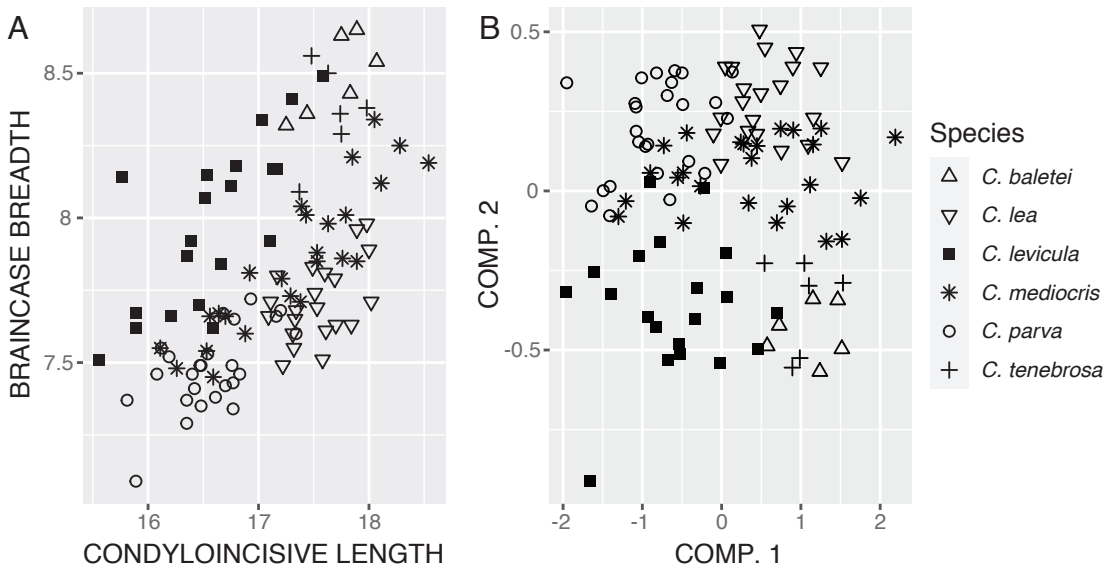 A
8.5
8
7.5
16 17 18
BRAINCASE BREADTH
CONDYLOINCISIVE LENGTH
B
0.5
0
-0.5
-2 -1 0 1 2
COMP. 2
COMP. 1
Species
C. baletei
C. lea
C. levicula
C. mediocris
C. parva
C. tenebrosa